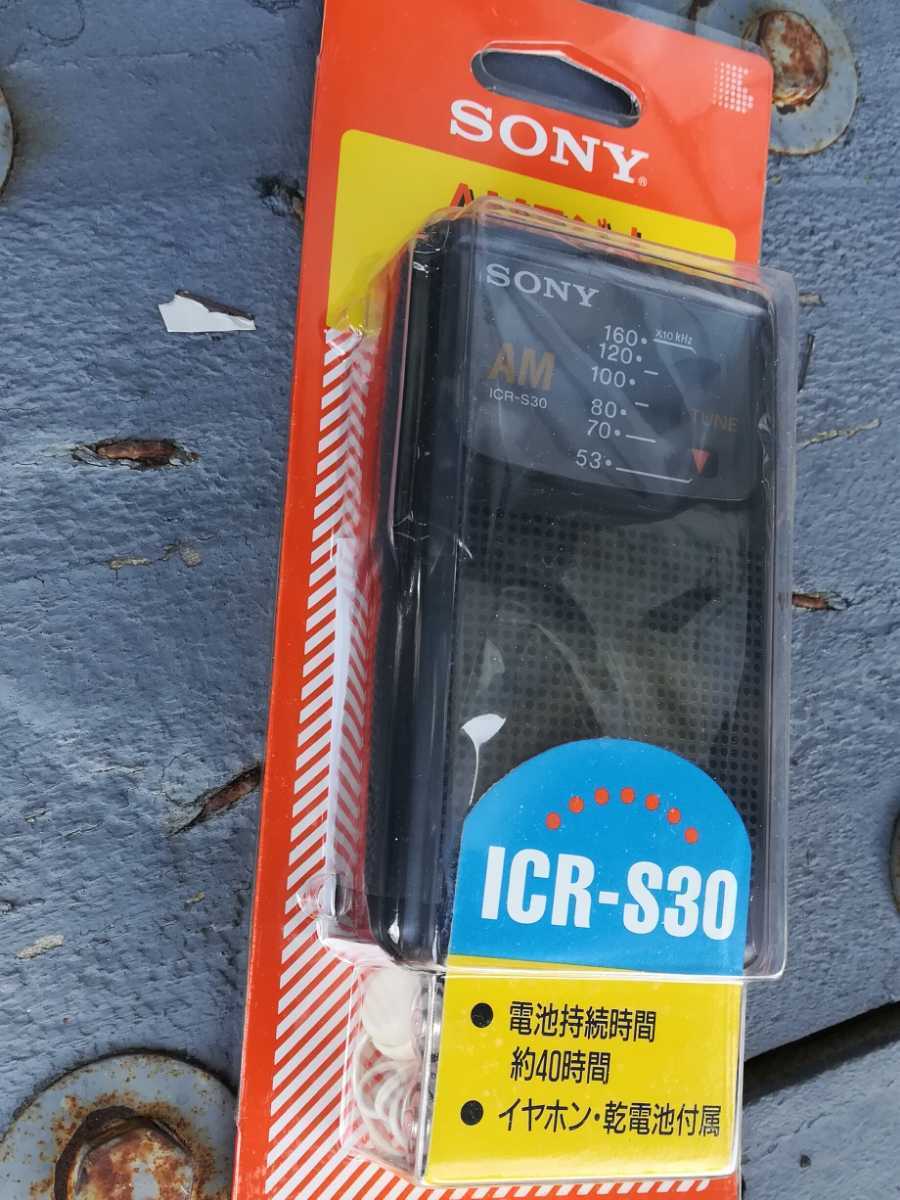 SONY®
SONY
160
X10 kHz
120
AM
100
ICR-S30
80
TUNE
70
53
ICR-S30
● 電池持続時間
約40時間
● イヤホン・乾電池付属